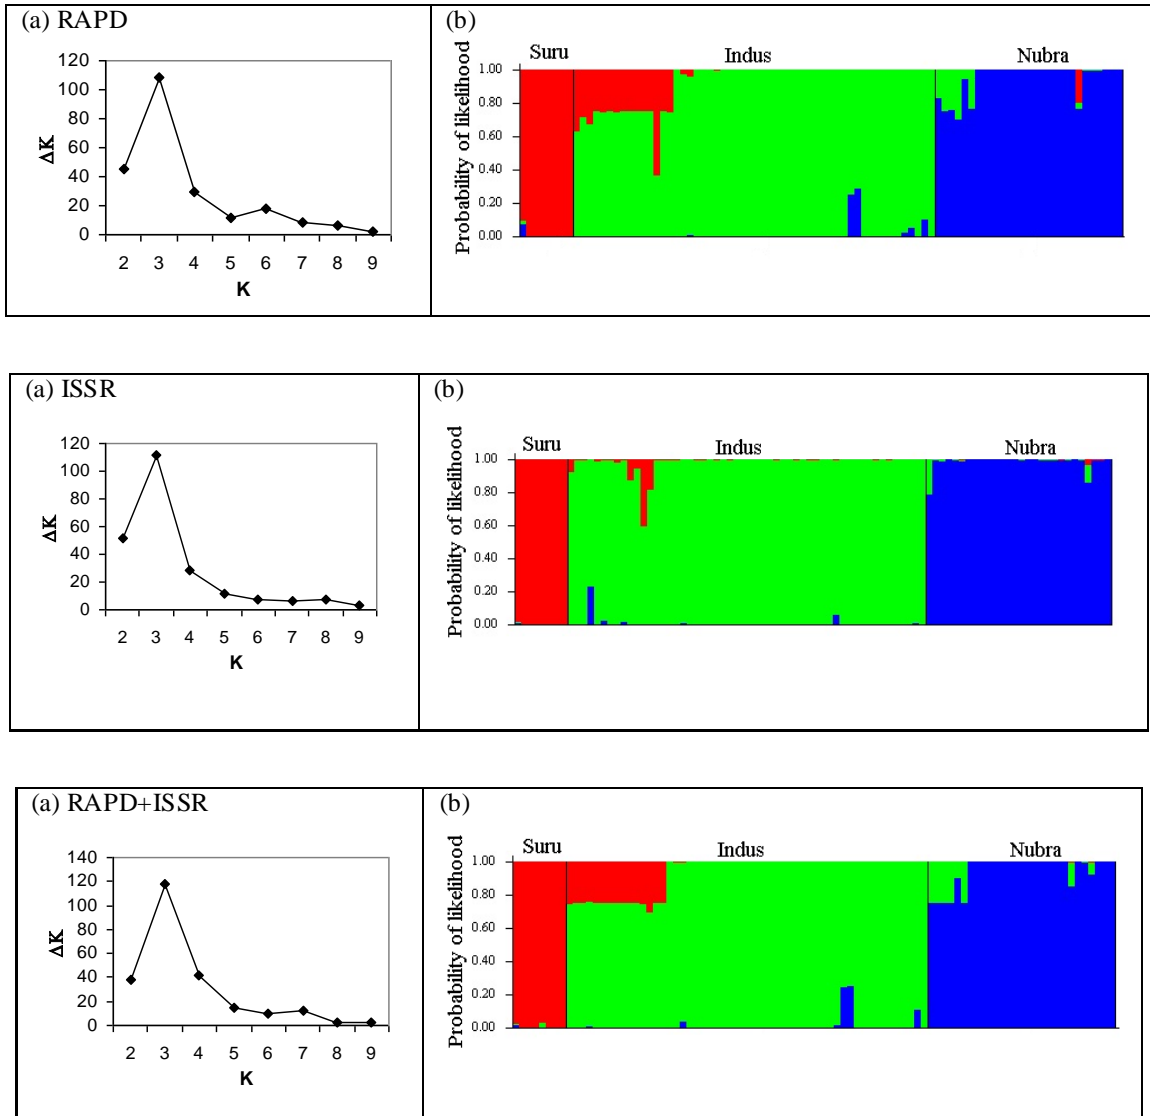 (a) RAPD
120
100
80
60
40
20
0
ΔK
2 3 4 5 6 7 8 9
K
(b)
Suru Indus Nubra
Probability of likelihood
1.00
0.80
0.60
0.40
0.20
0.00
(a) ISSR
120
100
80
60
40
20
0
ΔK
2 3 4 5 6 7 8 9
K
(b)
Suru Indus Nubra
Probability of likelihood
1.00
0.80
0.60
0.40
0.20
0.00
(a) RAPD+ISSR
140
120
100
80
60
40
20
0
ΔK
2 3 4 5 6 7 8 9
K
(b)
Suru Indus Nubra
Probability of likelihood
1.00
0.80
0.60
0.40
0.20
0.00